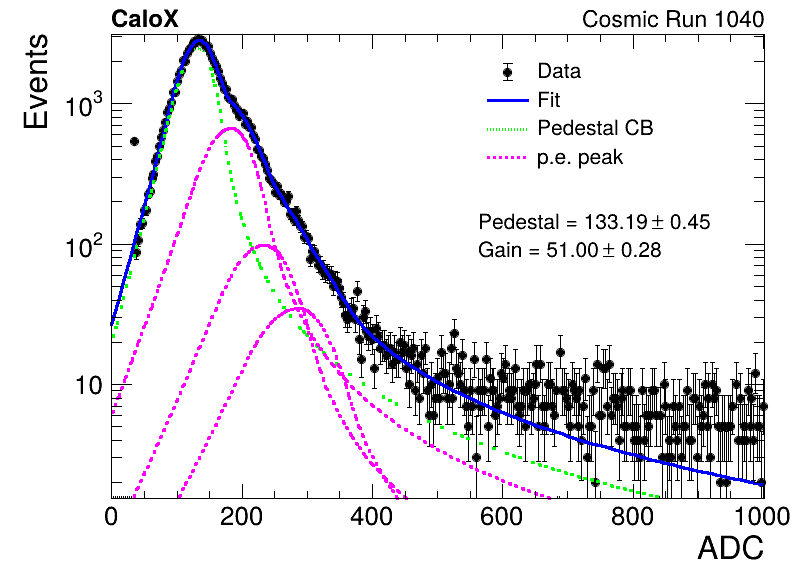 CaloX Cosmic Run 1040
Events
Data
Fit
Pedestal CB
p.e. peak
Pedestal = 133.19 ± 0.45
Gain = 51.00 ± 0.28
10³
10²
10
0 200 400 600 800 1000
ADC